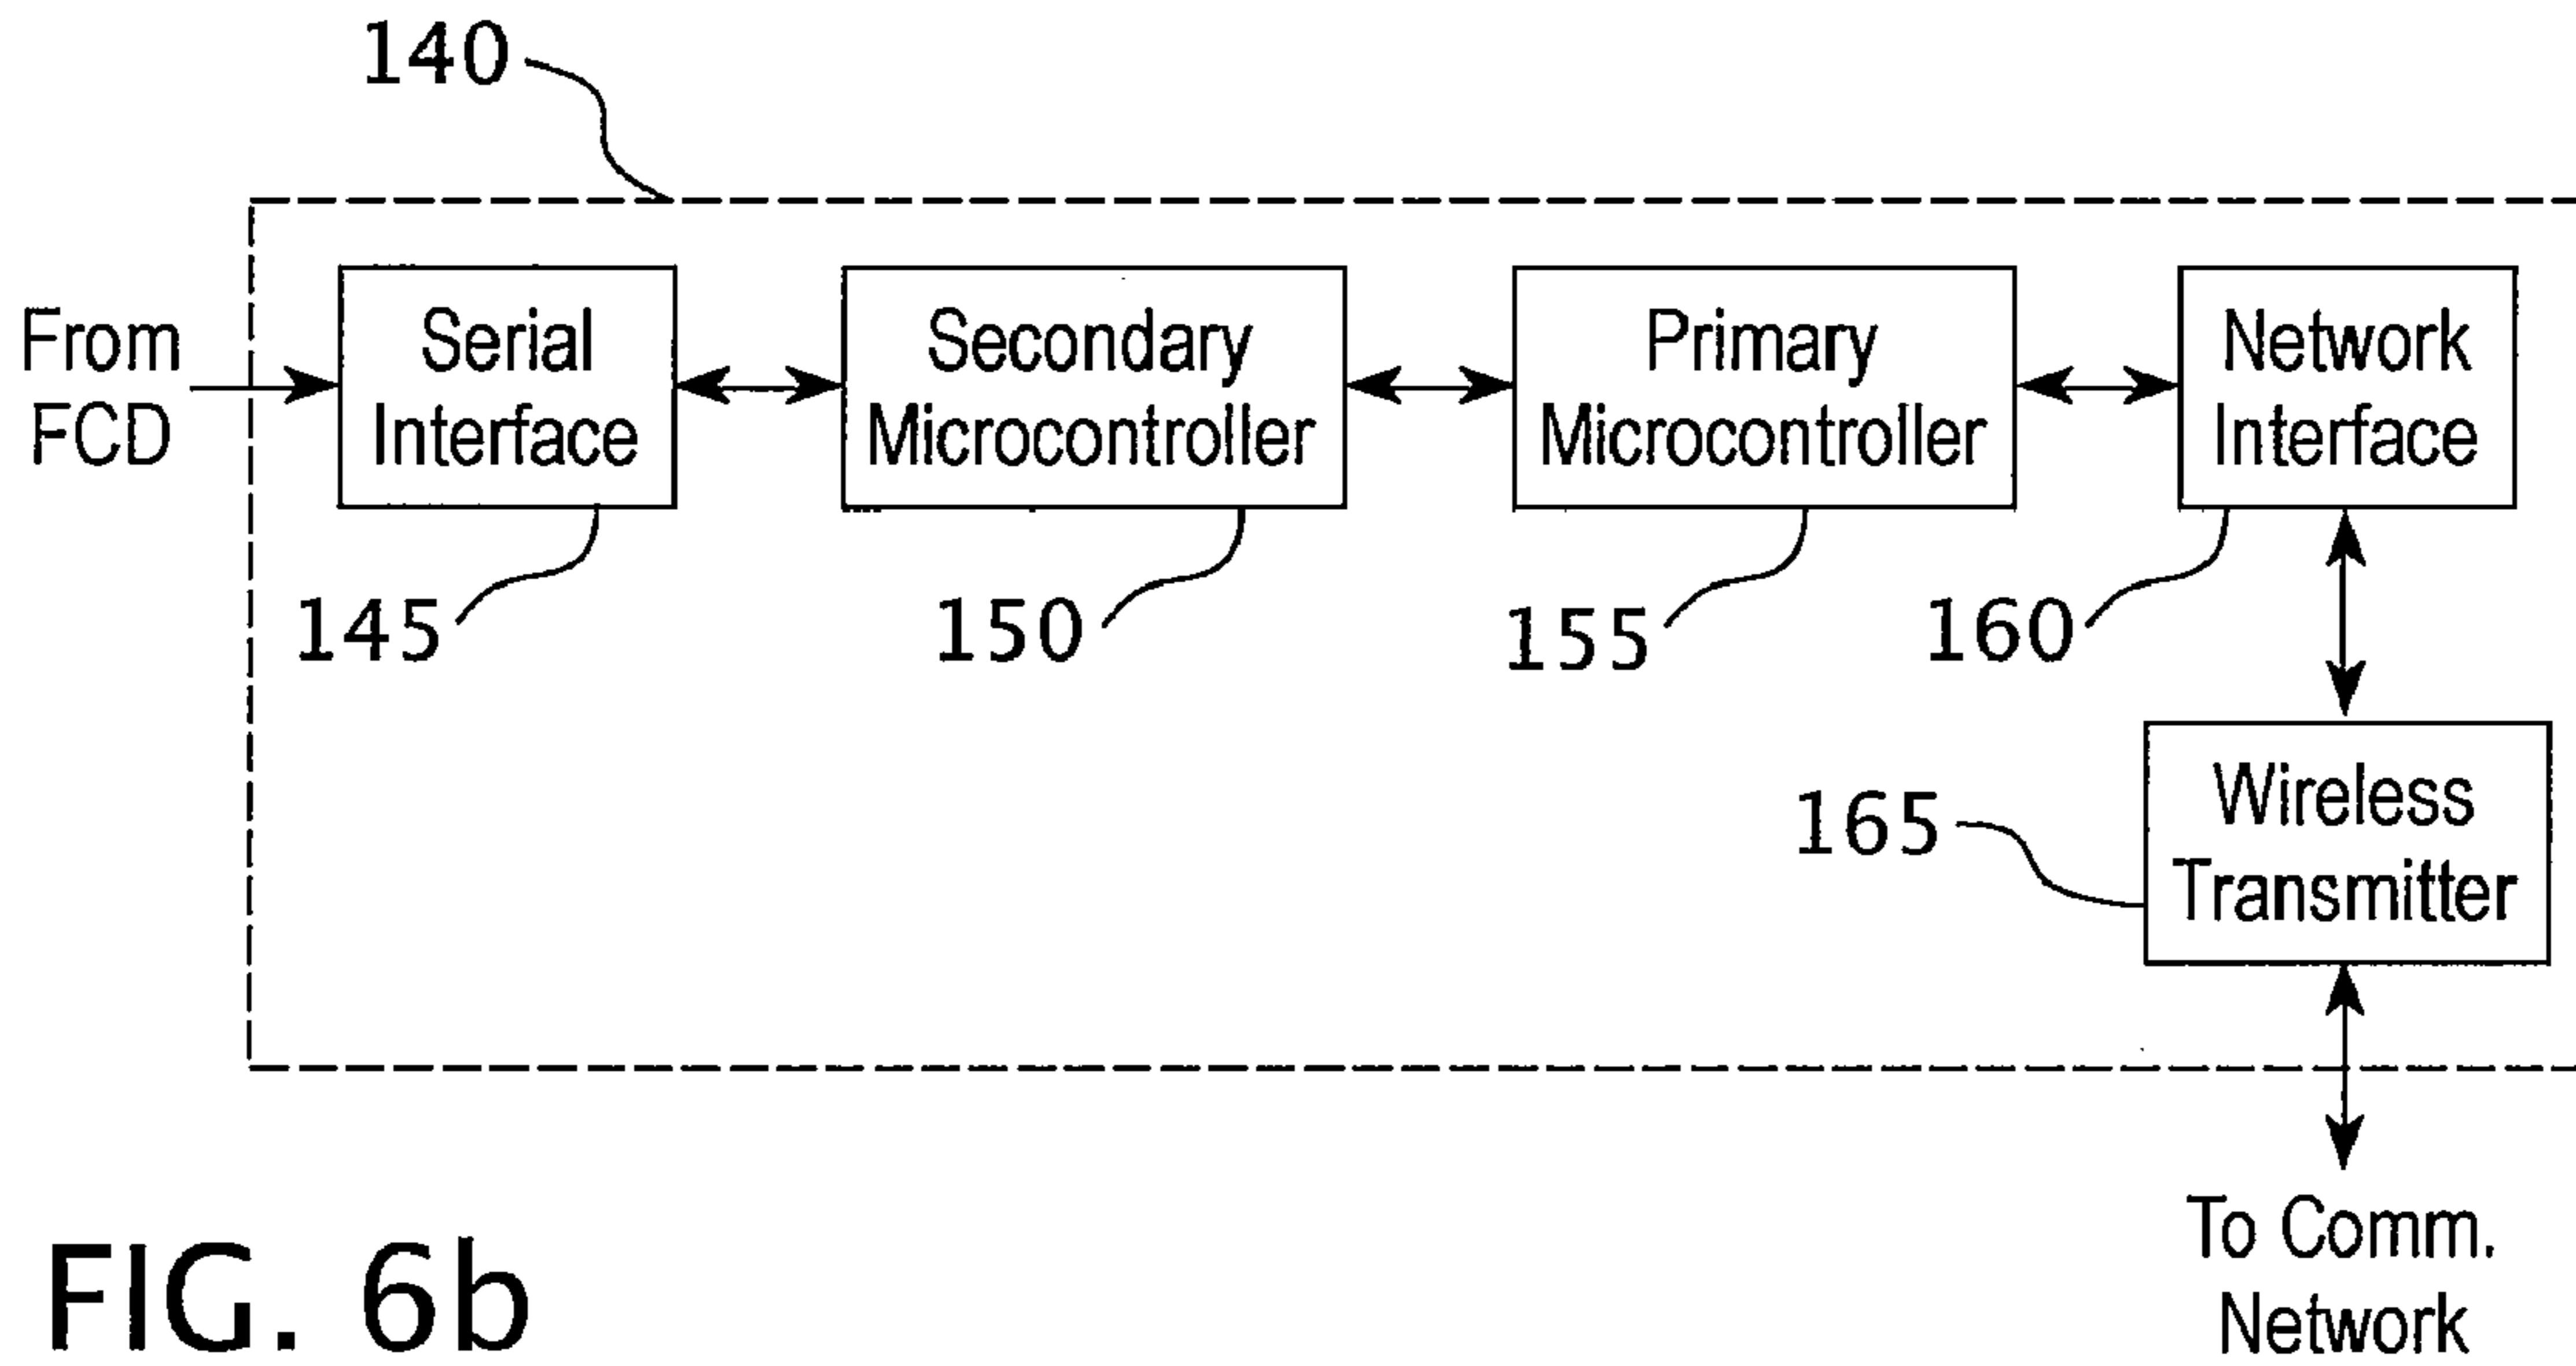 140
From
FCD
Serial
Interface
Secondary
Microcontroller
Primary
Microcontroller
Network
Interface
145
150
155
160
165
Wireless
Transmitter
To Comm.
Network
FIG. 6b